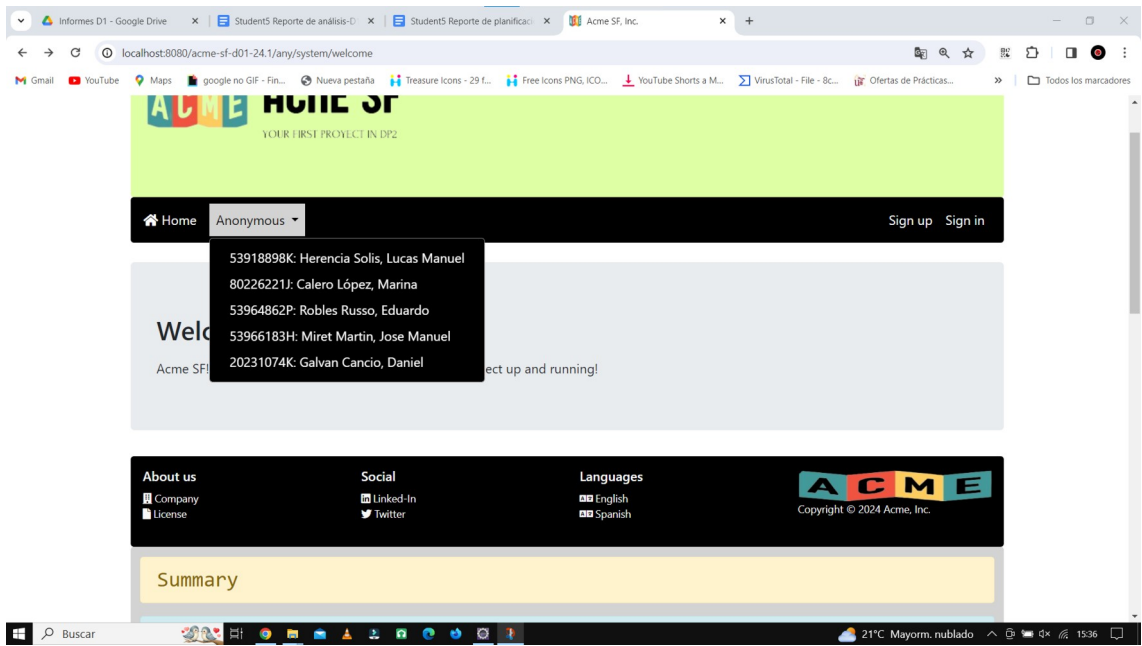 Informes D1 - Google Drive
Student5 Reporte de análisis-D
Student5 Reporte de planificaci
Acme SF, Inc.
localhost:8080/acme-sf-d01-24.1/any/system/welcome
Gmail
YouTube
Maps
google no GIF - Fin...
Nueva pestaña
Treasure Icons - 29 f...
Free Icons PNG, ICO...
YouTube Shorts a M...
VirusTotal - File - 8c...
Ofertas de Prácticas...
»
Todos los marcadores
ACME
ACME SF
YOUR FIRST PROYECT IN DP2
Home
Anonymous
Sign up
Sign in
53918898K: Herencia Solis, Lucas Manuel
80226221J: Calero López, Marina
53964862P: Robles Russo, Eduardo
53966183H: Miret Martin, Jose Manuel
20231074K: Galvan Cancio, Daniel
Welc
Acme SF!
ect up and running!
About us
Company
License
Social
Linked-In
Twitter
Languages
English
Spanish
ACME
Copyright © 2024 Acme, Inc.
Summary
Buscar
21°C Mayorm. nublado
15:36